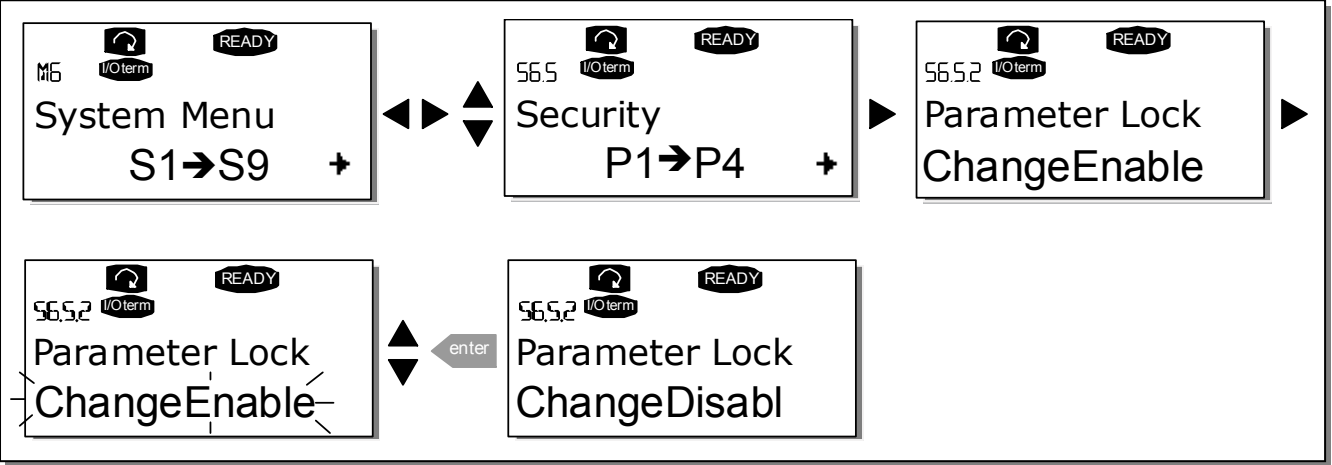 READY
M6 I/Oterm
System Menu
S1➔S9
READY
S6.5 I/Oterm
Security
P1➔P4
READY
S6.5.2 I/Oterm
Parameter Lock
ChangeEnable
READY
S6.5.2 I/Oterm
Parameter Lock
ChangeEnable
enter
READY
S6.5.2 I/Oterm
Parameter Lock
ChangeDisabl